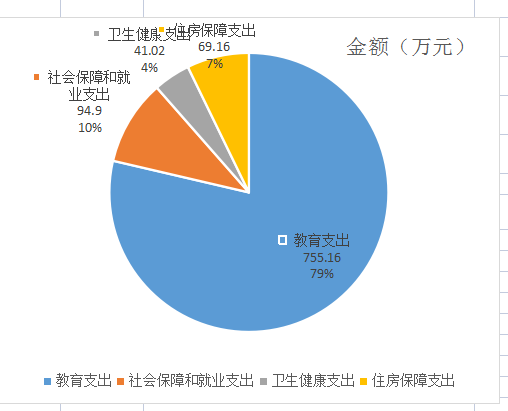 卫生健康支出
41.02
4%
住房保障支出
69.16
7%
金额（万元）
社会保障和就
业支出
94.9
10%
教育支出
755.16
79%
教育支出 社会保障和就业支出 卫生健康支出 住房保障支出